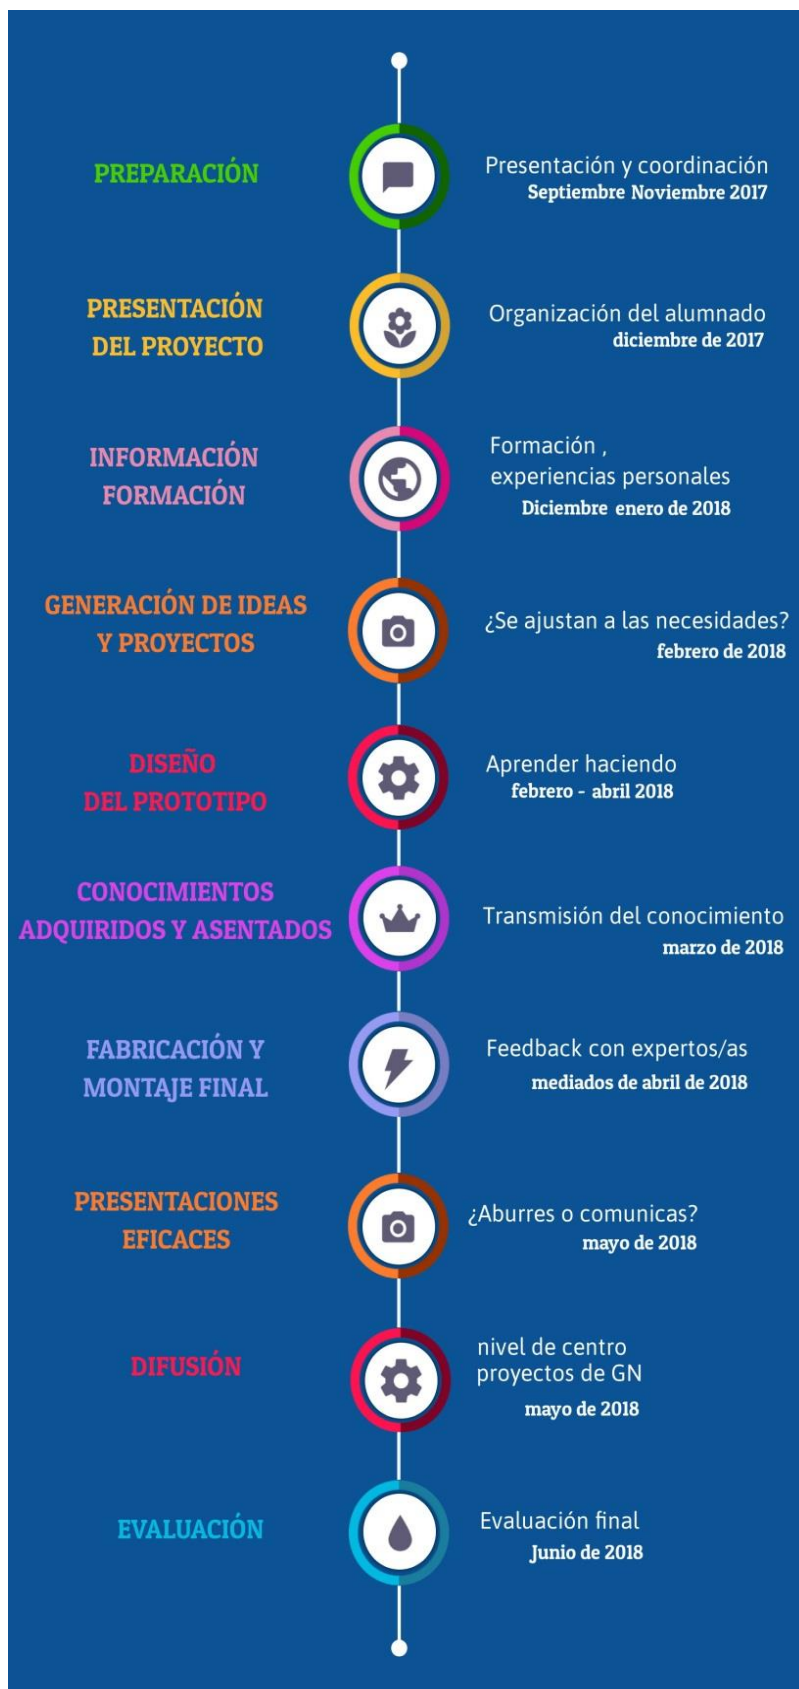 PREPARACIÓN
Presentación y coordinación
Septiembre Noviembre 2017
PRESENTACIÓN
DEL PROYECTO
Organización del alumnado
diciembre de 2017
INFORMACIÓN
FORMACIÓN
Formación ,
experiencias personales
Diciembre enero de 2018
GENERACIÓN DE IDEAS
Y PROYECTOS
¿Se ajustan a las necesidades?
febrero de 2018
DISEÑO
DEL PROTOTIPO
Aprender haciendo
febrero - abril 2018
CONOCIMIENTOS
ADQUIRIDOS Y ASENTADOS
Transmisión del conocimiento
marzo de 2018
FABRICACIÓN Y
MONTAJE FINAL
Feedback con expertos/as
mediados de abril de 2018
PRESENTACIONES
EFICACES
¿Aburres o comunicas?
mayo de 2018
DIFUSIÓN
nivel de centro
proyectos de GN
mayo de 2018
EVALUACIÓN
Evaluación final
Junio de 2018